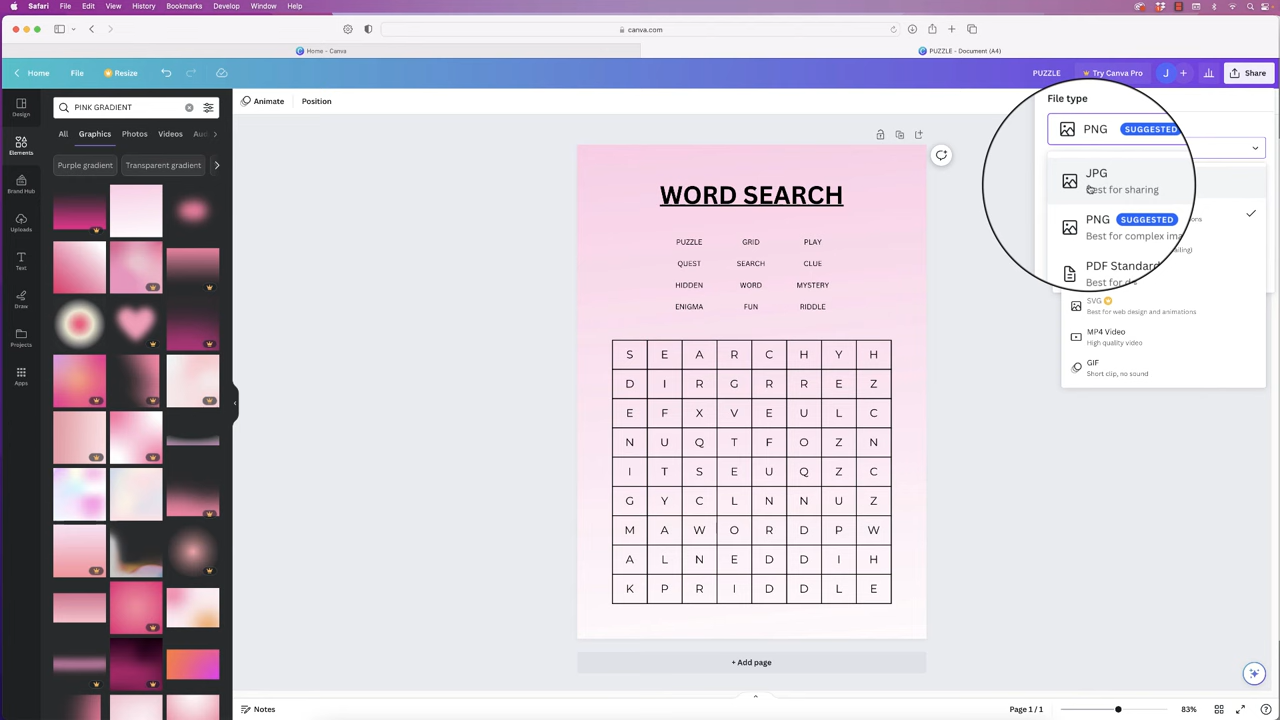 Safari File Edit View History Bookmarks Develop Window Help
canva.com
Home - Canva
PUZZLE - Document (A4)
Home File Resize
PUZZLE Try Canva Pro J Share
PINK GRADIENT
Animate Position
All Graphics Photos Videos Aud
Purple gradient Transparent gradient
Design
Elements
Brand Hub
Uploads
Text
Draw
Projects
Apps
WORD SEARCH
PUZZLE GRID PLAY
QUEST SEARCH CLUE
HIDDEN WORD MYSTERY
ENIGMA FUN RIDDLE
S E A R C H Y H
D I R G R R E Z
E F X V E U L C
N U Q T F O Z N
I T S E U Q Z C
G Y C L N N U Z
M A W O R D P W
A L N E D D I H
K P R I D D L E
+ Add page
File type
PNG SUGGESTED
JPG
Best for sharing
PNG SUGGESTED
Best for complex ima
PDF Standard
Best for
SVG
Best for web design and animations
MP4 Video
High quality video
GIF
Short clip, no sound
Notes
Page 1 / 1
83%